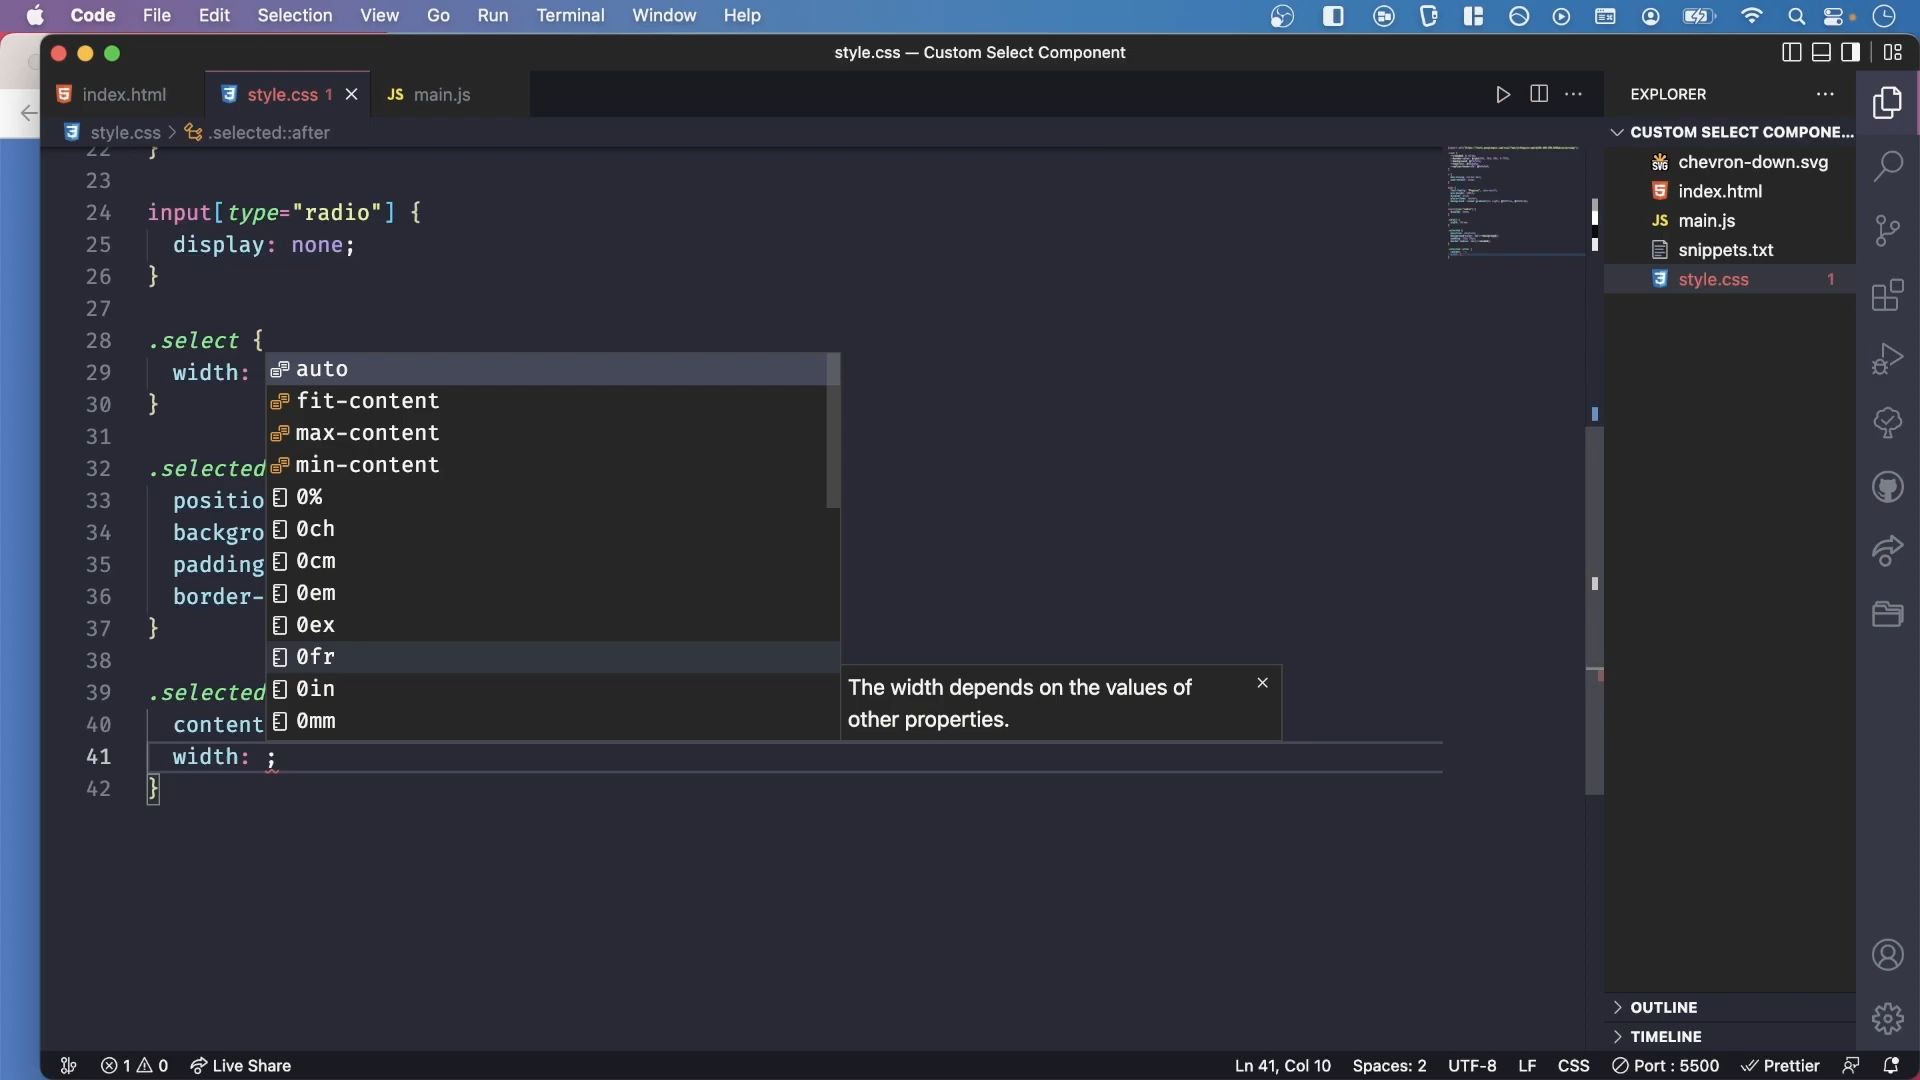 Code File Edit Selection View Go Run Terminal Window Help
style.css — Custom Select Component
index.html
style.css 1
JS main.js
EXPLORER
style.css > .selected::after
CUSTOM SELECT COMPONE...
22 }
23
24 input[type="radio"] {
25 display: none;
26 }
27
28 .select {
29 width:
30 }
31
32 .selected
33 positio
34 backgro
35 padding
36 border-
37 }
38
39 .selected
40 content
41 width: ;
42 }
auto
fit-content
max-content
min-content
0%
0ch
0cm
0em
0ex
0fr
0in
0mm
The width depends on the values of
other properties.
chevron-down.svg
index.html
JS main.js
snippets.txt
style.css 1
OUTLINE
TIMELINE
1 0 Live Share
Ln 41, Col 10 Spaces: 2 UTF-8 LF CSS Port : 5500 Prettier